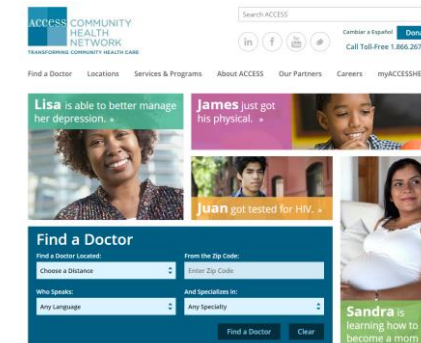 Search ACCESS
ACCESS COMMUNITY
HEALTH
NETWORK
TRANSFORMING COMMUNITY HEALTH CARE
Cambiar a Español
Call Toll-Free 1.866.267
Find a Doctor Locations Services & Programs About ACCESS Our Partners Careers
Lisa is able to better manage
her depression. »
James just got
his physical. »
Juan got tested for HIV. »
Find a Doctor
Find a Doctor Located: From the Zip Code:
Choose a Distance Enter Zip Code
Who Speaks: And Specializes in:
Any Language Any Specialty
Find a Doctor Clear
Sandra is
learning how to
become a mom